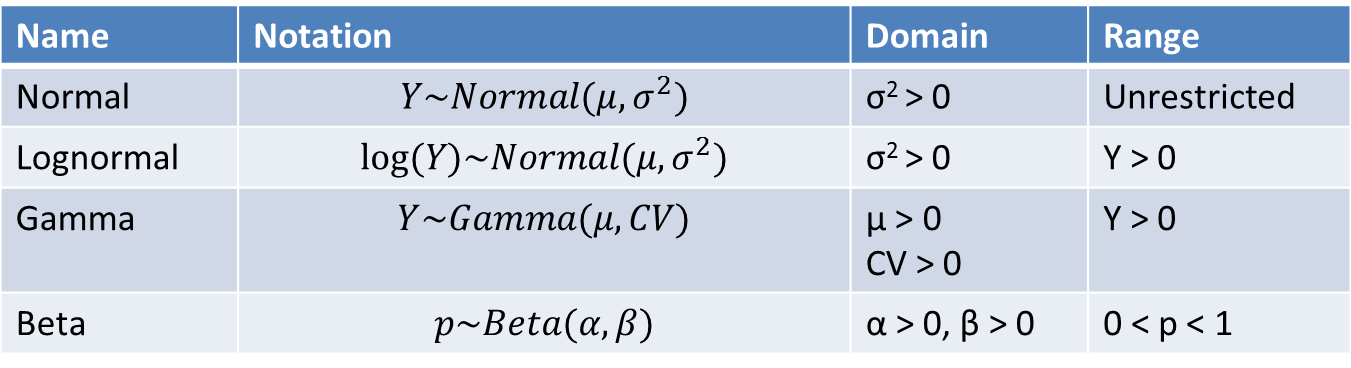 Name Notation Domain Range
Normal Y~Normal(μ, σ²) σ² > 0 Unrestricted
Lognormal log(Y)~Normal(μ, σ²) σ² > 0 Y > 0
Gamma Y~Gamma(μ, CV) μ > 0 Y > 0
CV > 0
Beta p~Beta(α, β) α > 0, β > 0 0 < p < 1